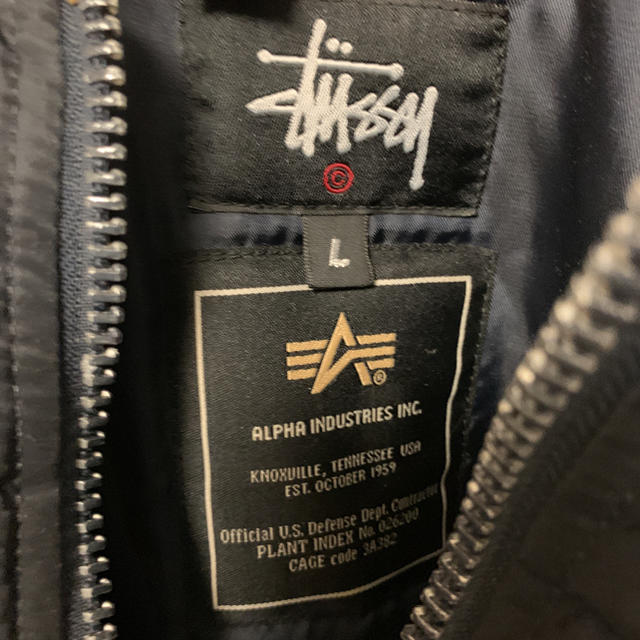 Stüssy
©
L
®
ALPHA INDUSTRIES INC.
KNOXVILLE, TENNESSEE USA
EST. OCTOBER 1959
Official U.S. Defense Dept. Contractor
PLANT INDEX No. 026200
CAGE code 3A382